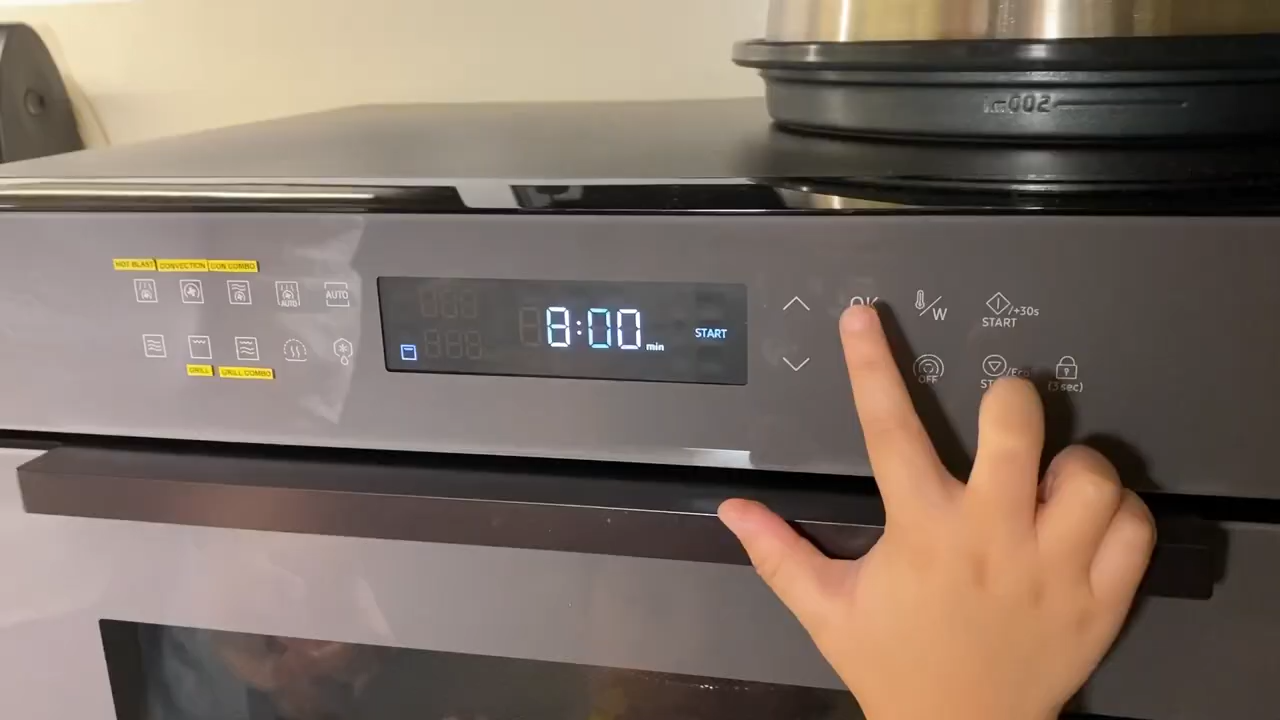 HOT BLAST CONVECTION CON.COMBO
AUTO AUTO
GRILL GRILL COMBO
8:00 min START
OK
/W
/+30s
START
OFF
(3 sec)